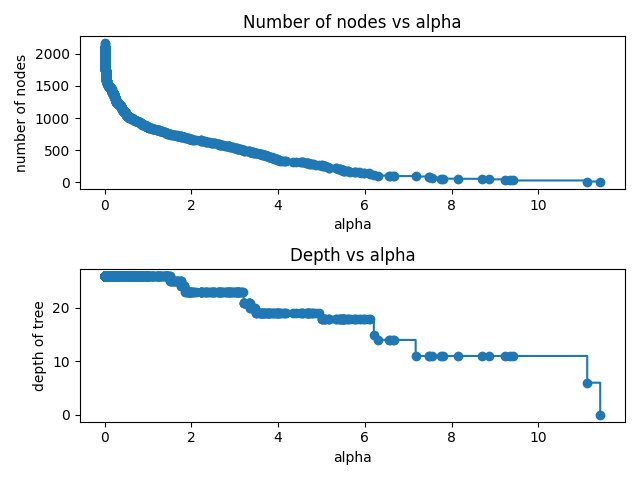 Number of nodes vs alpha
number of nodes
2000
1500
1000
500
0
0 2 4 6 8 10
alpha
Depth vs alpha
depth of tree
20
10
0
0 2 4 6 8 10
alpha